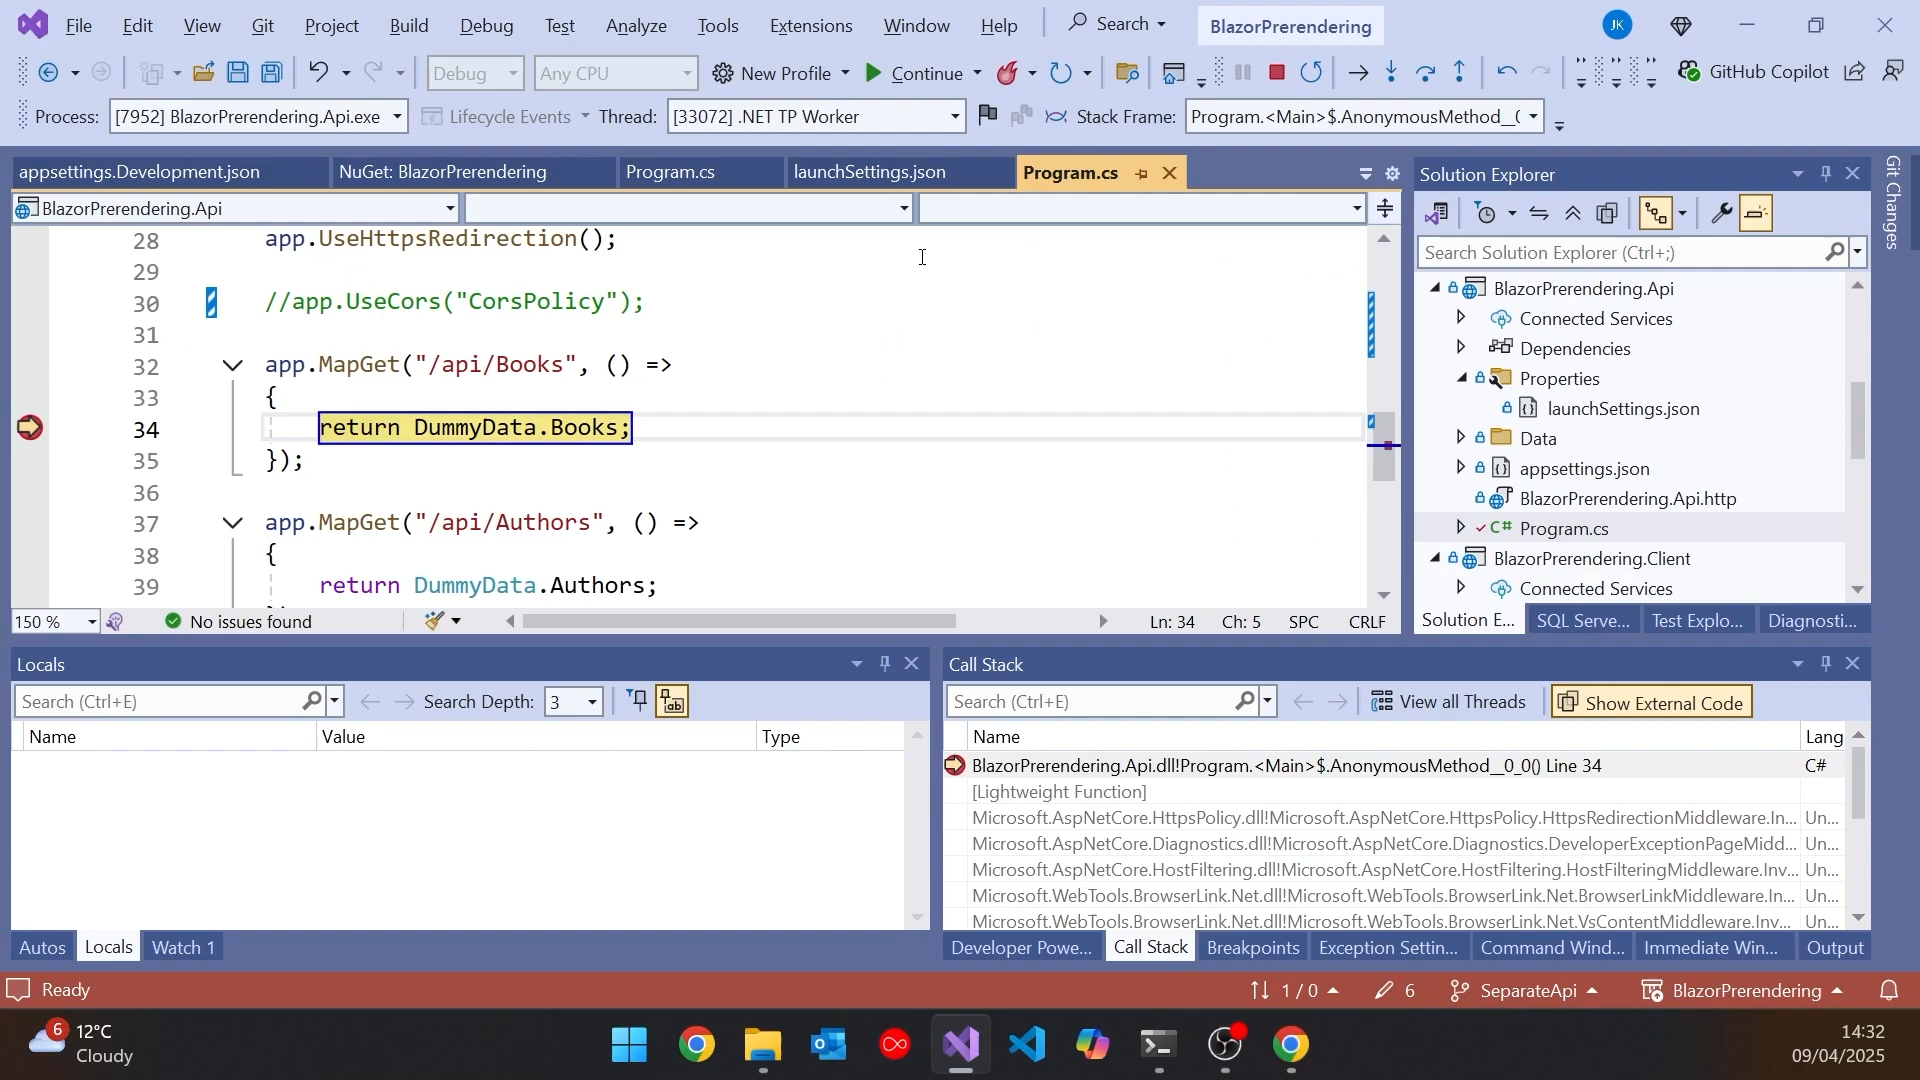 File Edit View Git Project Build Debug Test Analyze Tools Extensions Window Help Search BlazorPrerendering JK
Debug Any CPU New Profile Continue GitHub Copilot
Process: [7952] BlazorPrerendering.Api.exe Lifecycle Events Thread: [33072] .NET TP Worker Stack Frame: Program.<Main>$.AnonymousMethod__0_(
appsettings.Development.json NuGet: BlazorPrerendering Program.cs launchSettings.json Program.cs
BlazorPrerendering.Api
28 app.UseHttpsRedirection();
29
30 //app.UseCors("CorsPolicy");
31
32 app.MapGet("/api/Books", () =>
33 {
34 return DummyData.Books;
35 });
36
37 app.MapGet("/api/Authors", () =>
38 {
39 return DummyData.Authors;
150 % No issues found Ln: 34 Ch: 5 SPC CRLF
Solution Explorer
Search Solution Explorer (Ctrl+;)
BlazorPrerendering.Api
Connected Services
Dependencies
Properties
launchSettings.json
Data
appsettings.json
BlazorPrerendering.Api.http
C# Program.cs
BlazorPrerendering.Client
Connected Services
Solution E... SQL Serve... Test Explo... Diagnosti...
Git Changes
Locals
Search (Ctrl+E) Search Depth: 3
Name Value Type
Autos Locals Watch 1
Call Stack
Search (Ctrl+E) View all Threads Show External Code
Name Lang
BlazorPrerendering.Api.dll!Program.<Main>$.AnonymousMethod__0_0() Line 34 C#
[Lightweight Function]
Microsoft.AspNetCore.HttpsPolicy.dll!Microsoft.AspNetCore.HttpsPolicy.HttpsRedirectionMiddleware.In... Un...
Microsoft.AspNetCore.Diagnostics.dll!Microsoft.AspNetCore.Diagnostics.DeveloperExceptionPageMidd... Un...
Microsoft.AspNetCore.HostFiltering.dll!Microsoft.AspNetCore.HostFiltering.HostFilteringMiddleware.Inv... Un...
Microsoft.WebTools.BrowserLink.Net.dll!Microsoft.WebTools.BrowserLink.Net.BrowserLinkMiddleware.In... Un...
Microsoft.WebTools.BrowserLink.Net.dll!Microsoft.WebTools.BrowserLink.Net.VsContentMiddleware.Inv... Un...
Developer Powe... Call Stack Breakpoints Exception Settin... Command Wind... Immediate Win... Output
Ready 1 / 0 6 SeparateApi BlazorPrerendering
6 12°C
Cloudy
14:32
09/04/2025